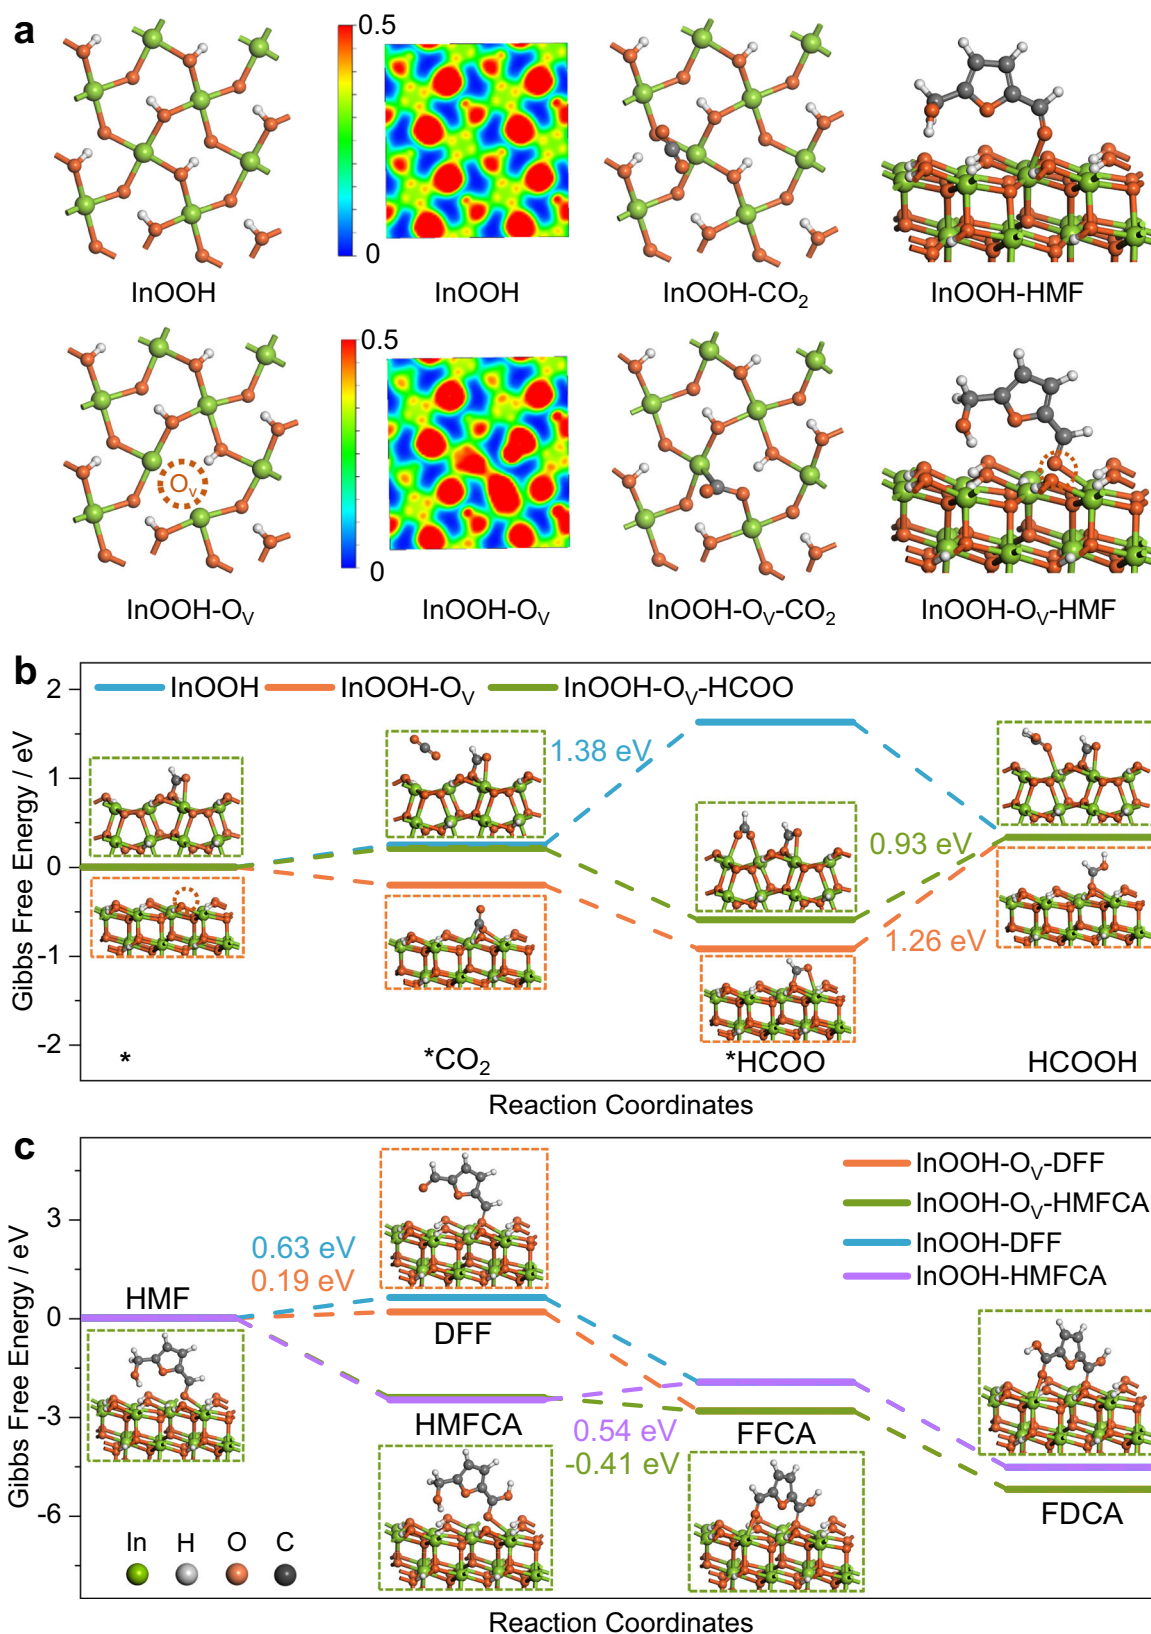 a
0.5
0
InOOH
InOOH
InOOH-CO₂
InOOH-HMF
0.5
Oᵥ
0
InOOH-Oᵥ
InOOH-Oᵥ
InOOH-Oᵥ-CO₂
InOOH-Oᵥ-HMF
b
Gibbs Free Energy / eV
2
1
0
-1
-2
InOOH
InOOH-Oᵥ
InOOH-Oᵥ-HCOO
1.38 eV
0.93 eV
1.26 eV
*
*CO₂
*HCOO
HCOOH
Reaction Coordinates
c
Gibbs Free Energy / eV
3
0
-3
-6
InOOH-Oᵥ-DFF
InOOH-Oᵥ-HMFCA
InOOH-DFF
InOOH-HMFCA
0.63 eV
0.19 eV
HMF
DFF
HMFCA
0.54 eV
-0.41 eV
FFCA
FDCA
In H O C
Reaction Coordinates